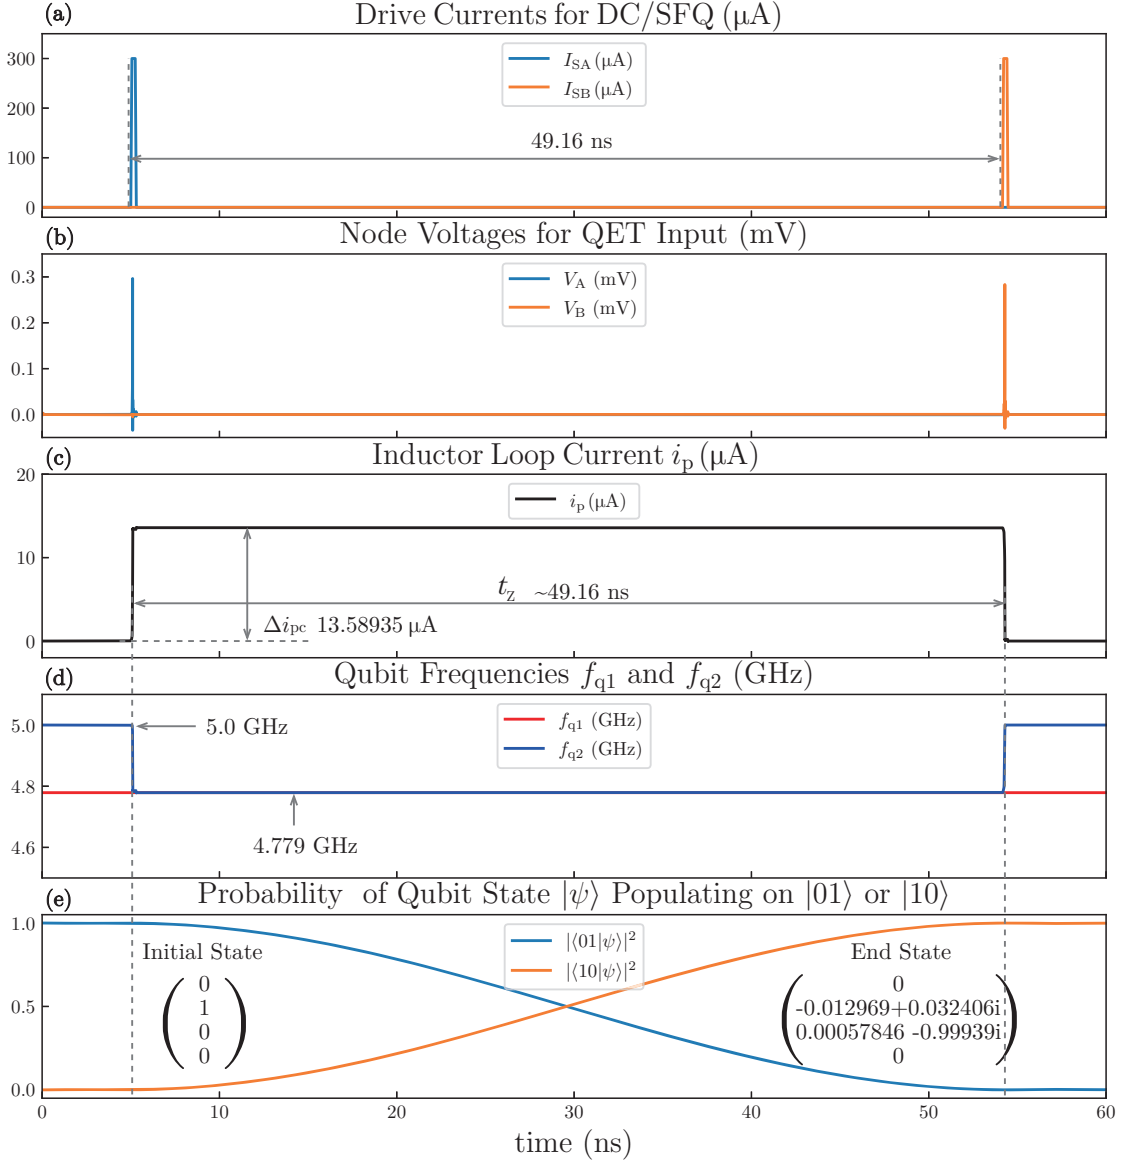 (a)
Drive Currents for DC/SFQ (μA)
300
200
100
0
I_SA (μA)
I_SB (μA)
49.16 ns
(b)
Node Voltages for QET Input (mV)
0.3
0.2
0.1
0.0
V_A (mV)
V_B (mV)
(c)
Inductor Loop Current i_p (μA)
20
10
0
i_p (μA)
t_z ~49.16 ns
Δi_pc 13.58935 μA
(d)
Qubit Frequencies f_q1 and f_q2 (GHz)
5.0
4.8
4.6
5.0 GHz
f_q1 (GHz)
f_q2 (GHz)
4.779 GHz
(e)
Probability of Qubit State |ψ⟩ Populating on |01⟩ or |10⟩
1.0
0.5
0.0
Initial State
0
1
0
0
|⟨01|ψ⟩|²
|⟨10|ψ⟩|²
End State
0
-0.012969+0.032406i
0.00057846 -0.99939i
0
0 10 20 30 40 50 60
time (ns)